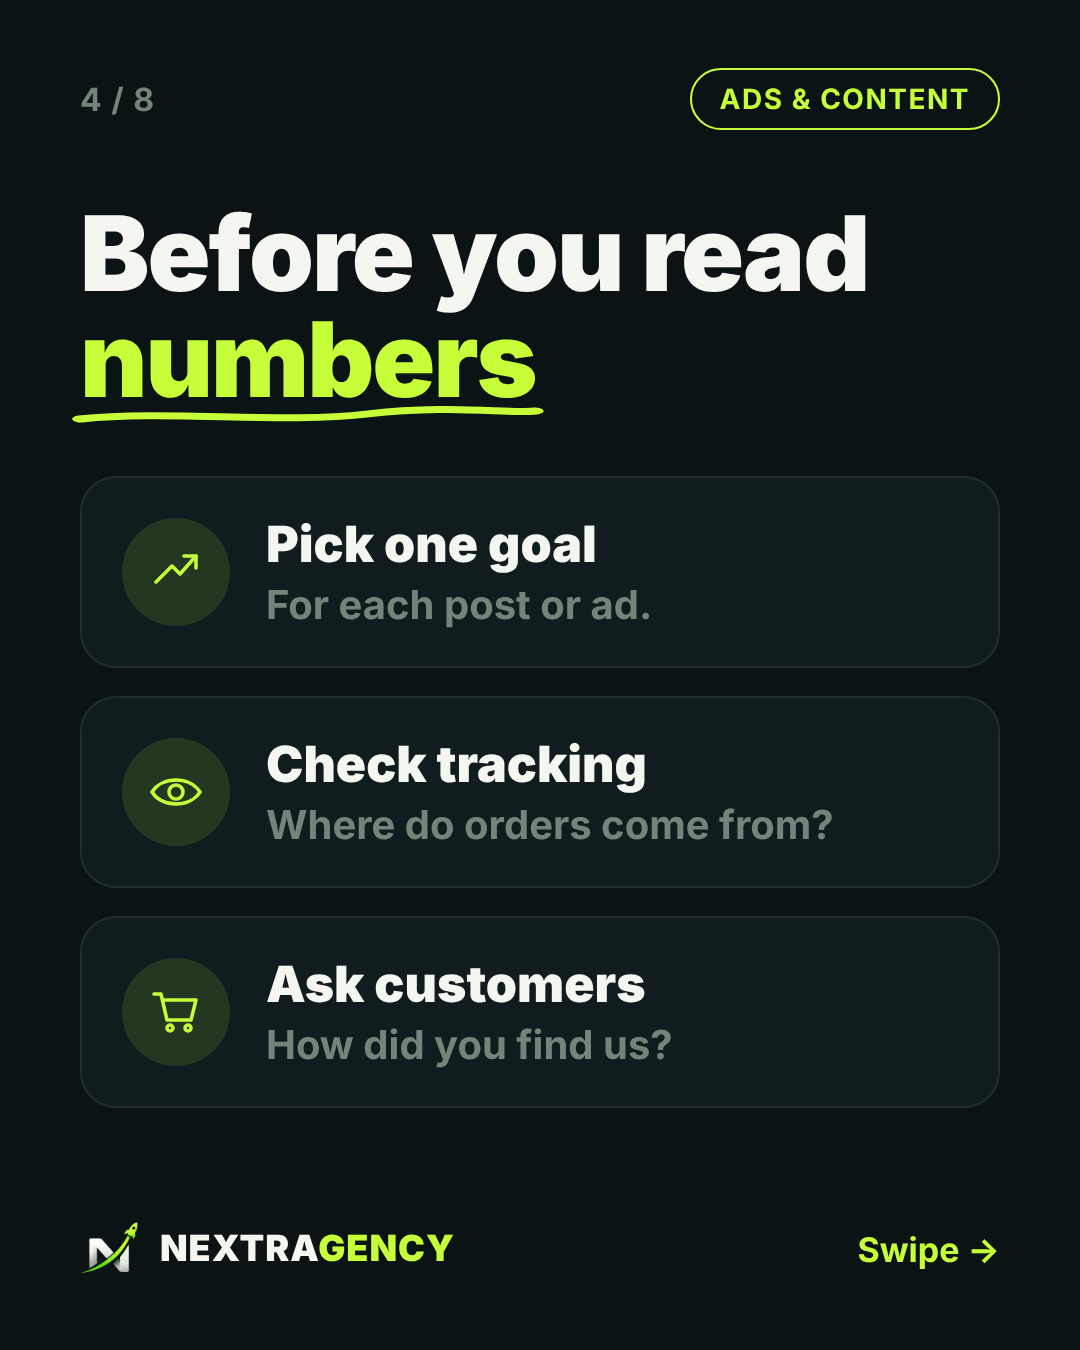 4 / 8
ADS & CONTENT
Before you read
numbers
Pick one goal
For each post or ad.
Check tracking
Where do orders come from?
Ask customers
How did you find us?
NEXTRAGENCY
Swipe →